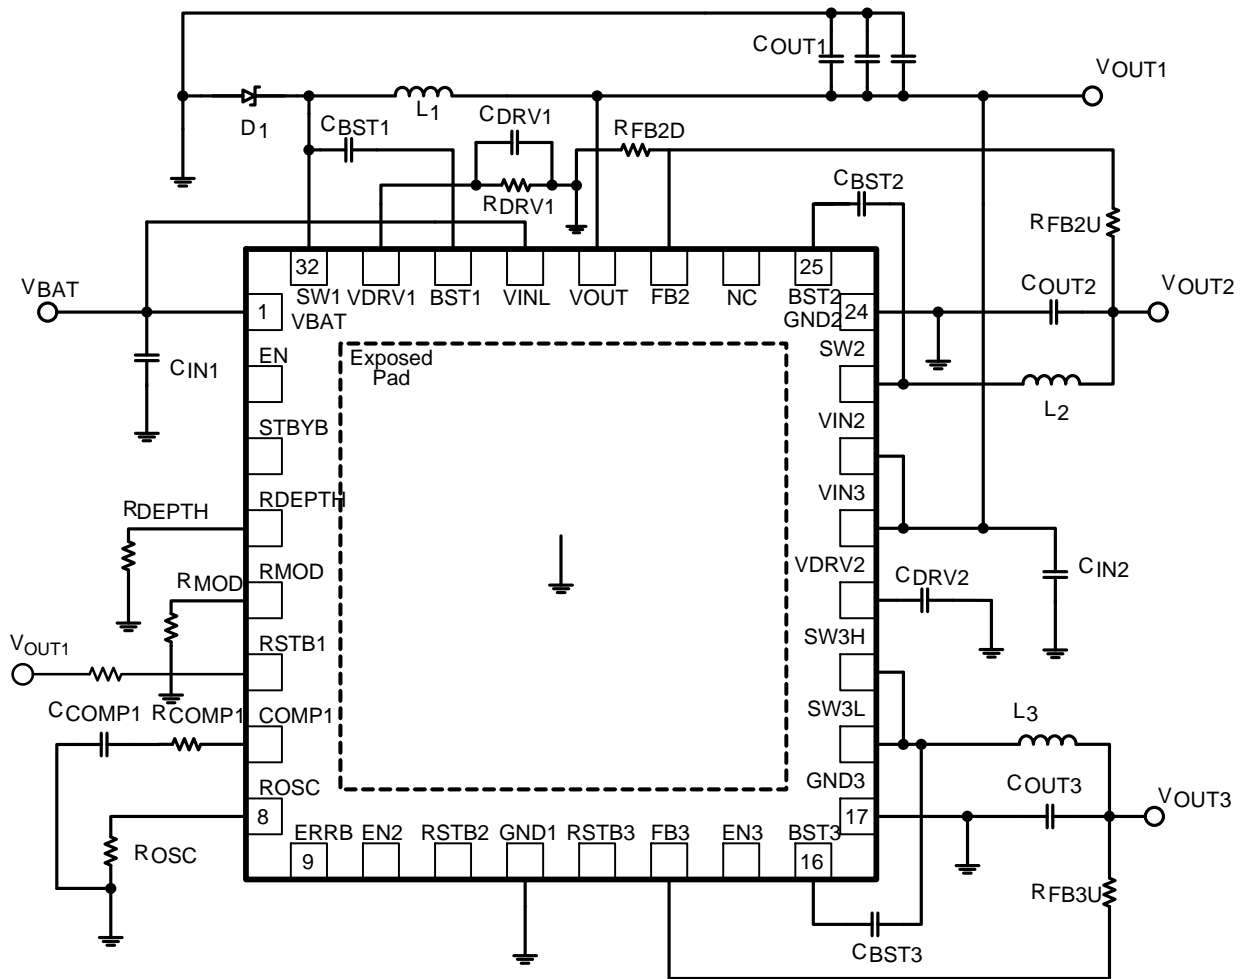 COUT1
VOUT1
D1
L1
CBST1
CDRV1
RDRV1
RFB2D
CBST2
RFB2U
VBAT
CIN1
COUT2
VOUT2
L2
32
25
SW1
VDRV1
BST1
VINL
VOUT
FB2
NC
BST2
1
VBAT
GND2
24
EN
SW2
Exposed
Pad
STBYB
VIN2
RDEPTH
RDEPTH
VIN3
RMOD
RMOD
VDRV2
CDRV2
CIN2
VOUT1
RSTB1
SW3H
CCOMP1
RCOMP1
COMP1
SW3L
L3
ROSC
8
GND3
17
COUT3
VOUT3
ROSC
ERRB
EN2
RSTB2
GND1
RSTB3
FB3
EN3
BST3
9
16
RFB3U
CBST3